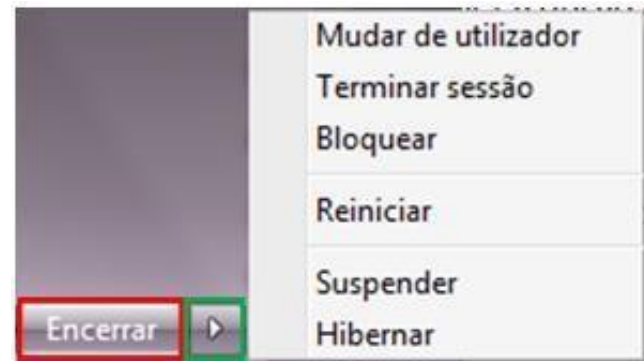 Mudar de utilizador
Terminar sessão
Bloquear
Reiniciar
Suspender
Hibernar
Encerrar